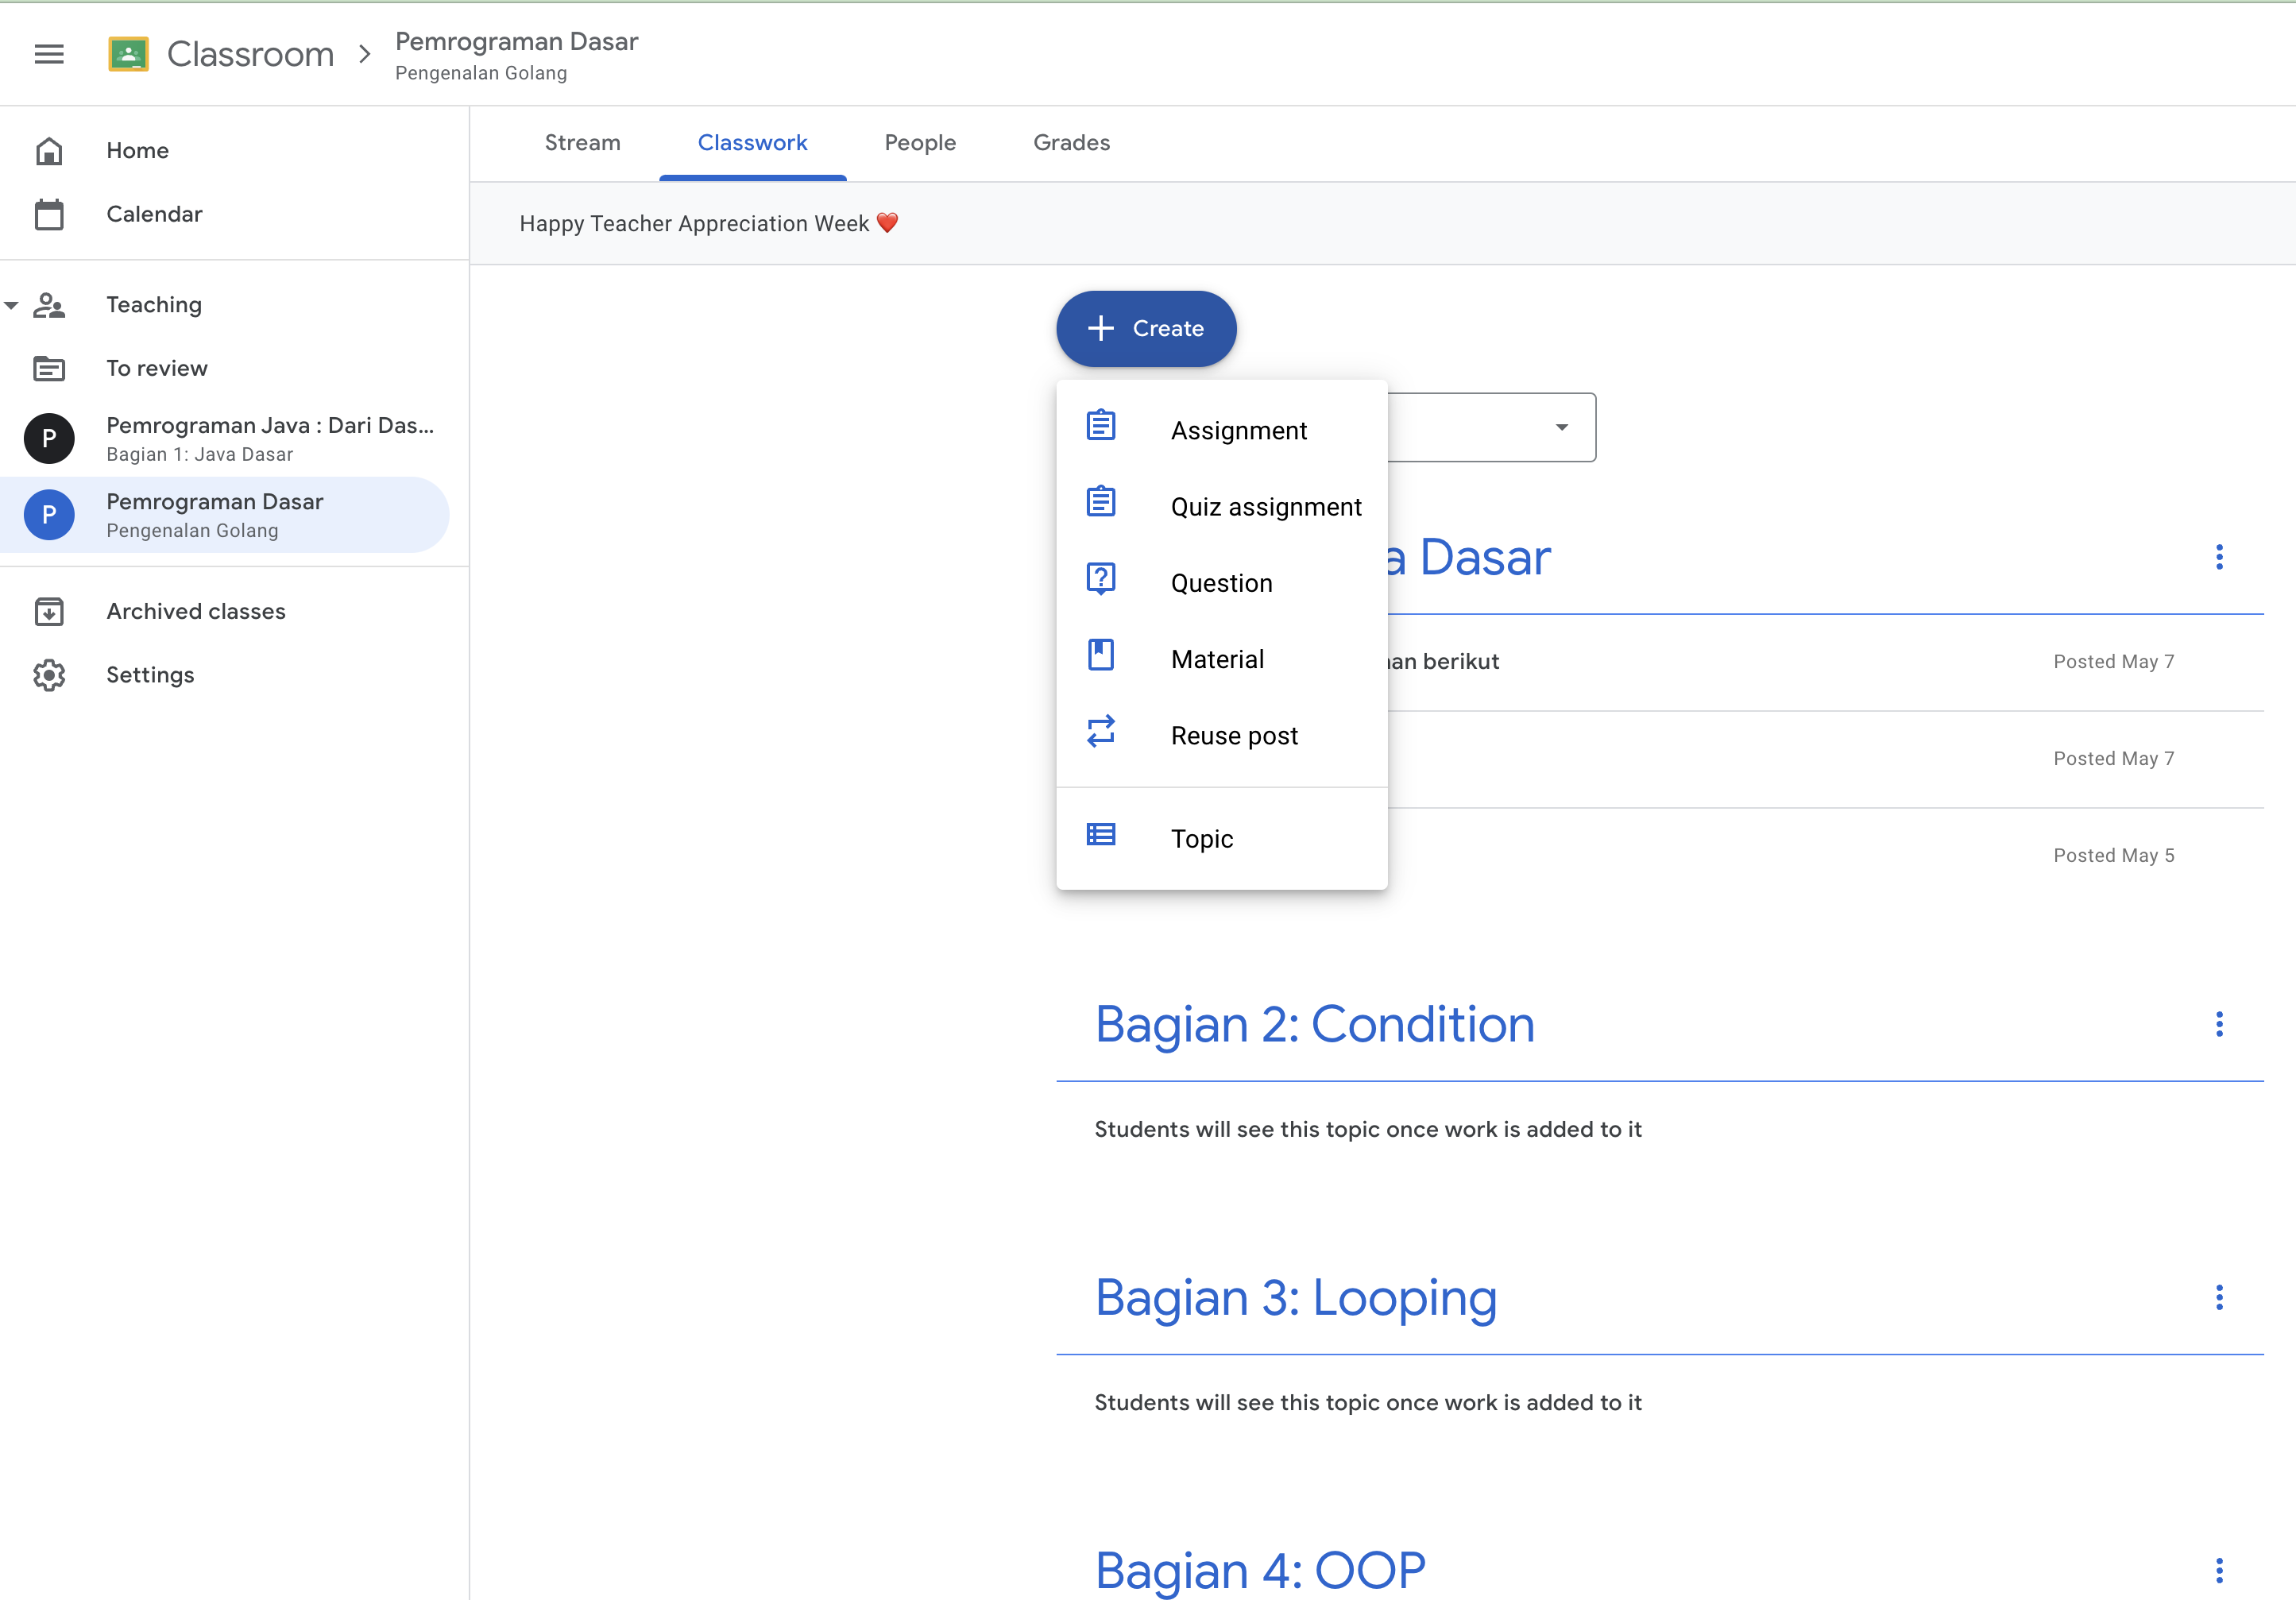 Classroom
Pemrograman Dasar
Pengenalan Golang
Home
Calendar
Teaching
To review
P
Pemrograman Java : Dari Das...
Bagian 1: Java Dasar
P
Pemrograman Dasar
Pengenalan Golang
Archived classes
Settings
Stream Classwork People Grades
Happy Teacher Appreciation Week ❤️
Create
Assignment
Quiz assignment
Question
Material
Reuse post
Topic
Dasar
berikut
Posted May 7
Posted May 7
Posted May 5
Bagian 2: Condition
Students will see this topic once work is added to it
Bagian 3: Looping
Students will see this topic once work is added to it
Bagian 4: OOP